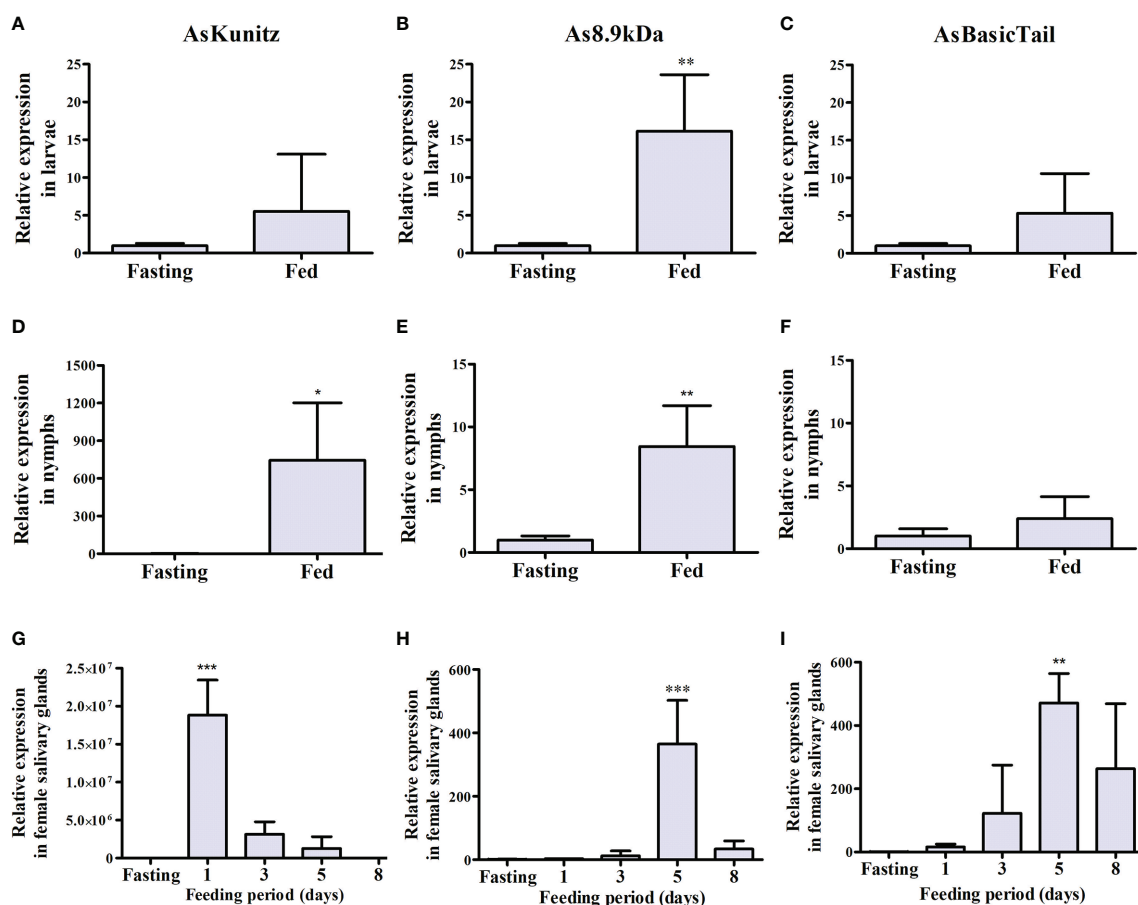 A
AsKunitz
Relative expression
in larvae
25
20
15
10
5
0
Fasting Fed
B
As8.9kDa
Relative expression
in larvae
25
20
15
10
5
0
**
Fasting Fed
C
AsBasicTail
Relative expression
in larvae
25
20
15
10
5
0
Fasting Fed
D
Relative expression
in nymphs
1500
1200
900
600
300
0
*
Fasting Fed
E
Relative expression
in nymphs
15
10
5
0
**
Fasting Fed
F
Relative expression
in nymphs
15
10
5
0
Fasting Fed
G
Relative expression
in female salivary glands
2.5×10⁷
2.0×10⁷
1.5×10⁷
1.0×10⁷
5.0×10⁶
0
***
Fasting 1 3 5 8
Feeding period (days)
H
Relative expression
in female salivary glands
600
400
200
0
***
Fasting 1 3 5 8
Feeding period (days)
I
Relative expression
in female salivary glands
600
400
200
0
**
Fasting 1 3 5 8
Feeding period (days)